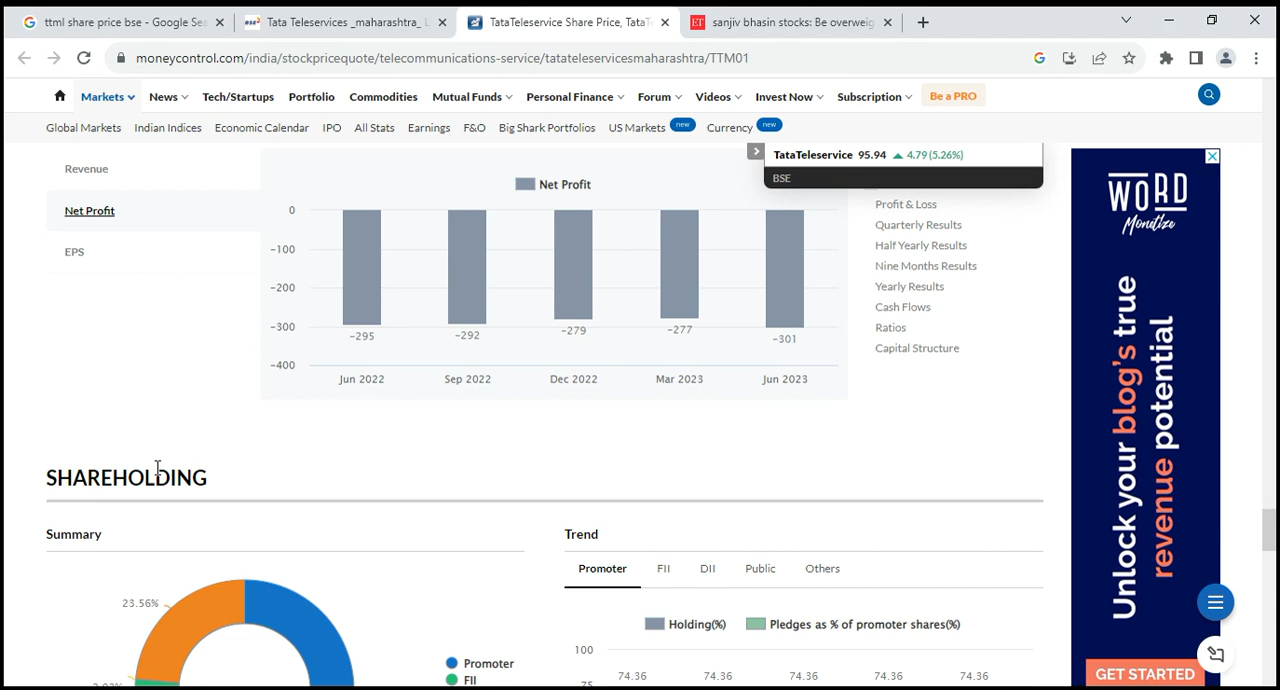 ttml share price bse - Google Sea
Tata Teleservices _maharashtra_ L
TataTeleservice Share Price, TataT
ET sanjiv bhasin stocks: Be overweig
moneycontrol.com/india/stockpricequote/telecommunications-service/tatateleservicesmaharashtra/TTM01
Markets News Tech/Startups Portfolio Commodities Mutual Funds Personal Finance Forum Videos Invest Now Subscription Be a PRO
Global Markets Indian Indices Economic Calendar IPO All Stats Earnings F&O Big Shark Portfolios US Markets new Currency new
TataTeleservice 95.94 4.79 (5.26%)
BSE
Revenue
Net Profit
EPS
Net Profit
0
-100
-200
-300
-400
-295 -292 -279 -277 -301
Jun 2022 Sep 2022 Dec 2022 Mar 2023 Jun 2023
Profit & Loss
Quarterly Results
Half Yearly Results
Nine Months Results
Yearly Results
Cash Flows
Ratios
Capital Structure
SHAREHOLDING
Summary
23.56%
Promoter
FII
Trend
Promoter FII DII Public Others
Holding(%) Pledges as % of promoter shares(%)
100
74.36 74.36 74.36 74.36 74.36
75
WORD
Monetize
Unlock your blog's true
revenue potential
GET STARTED